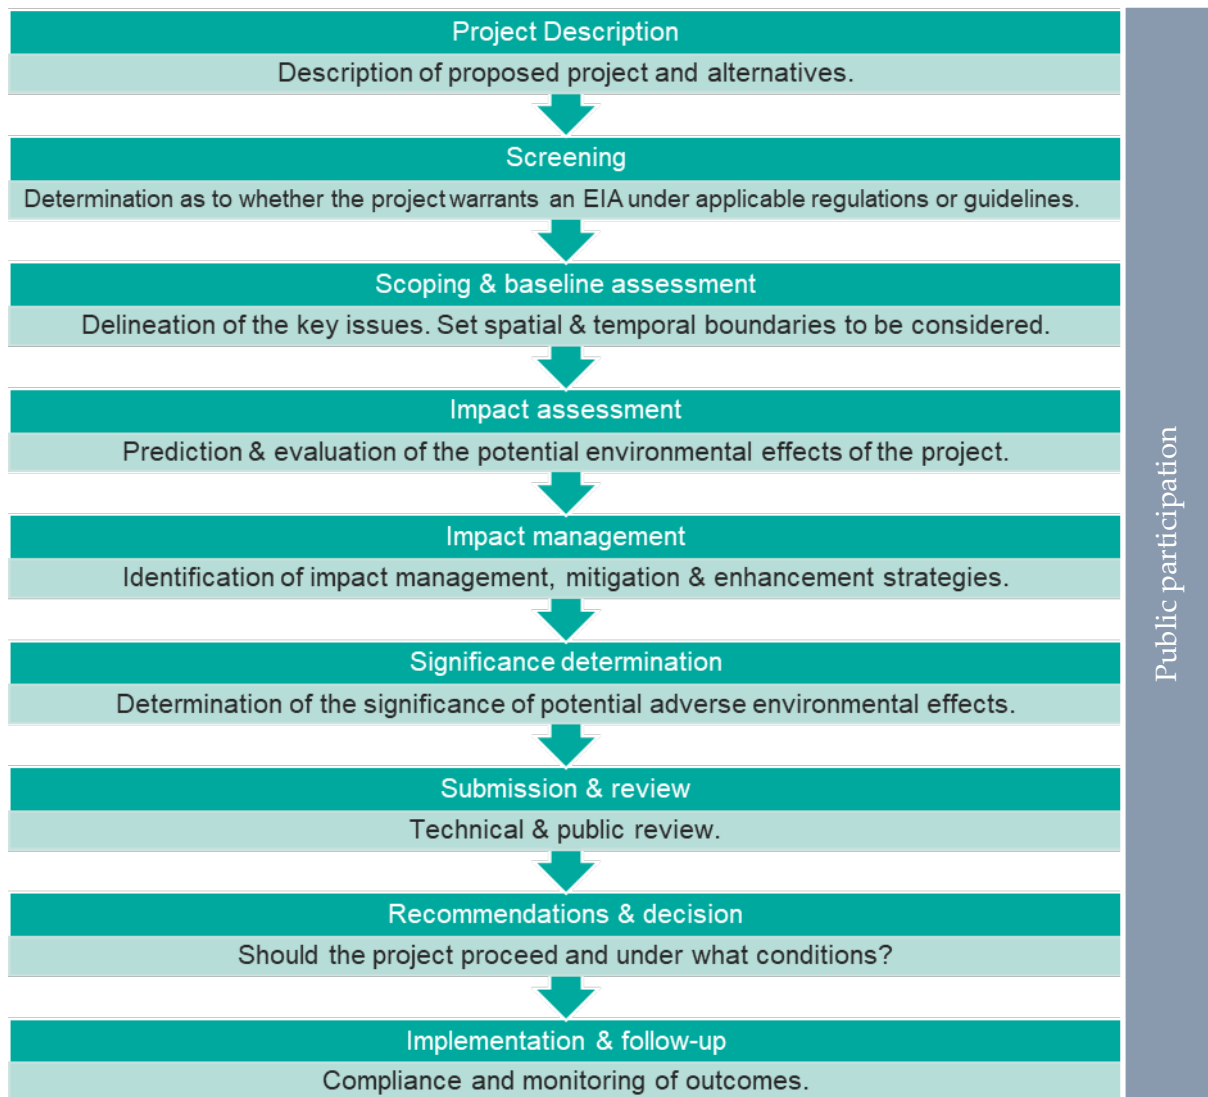 Project Description
Description of proposed project and alternatives.
Screening
Determination as to whether the project warrants an EIA under applicable regulations or guidelines.
Scoping & baseline assessment
Delineation of the key issues. Set spatial & temporal boundaries to be considered.
Impact assessment
Prediction & evaluation of the potential environmental effects of the project.
Impact management
Identification of impact management, mitigation & enhancement strategies.
Significance determination
Determination of the significance of potential adverse environmental effects.
Submission & review
Technical & public review.
Recommendations & decision
Should the project proceed and under what conditions?
Implementation & follow-up
Compliance and monitoring of outcomes.
Public participation